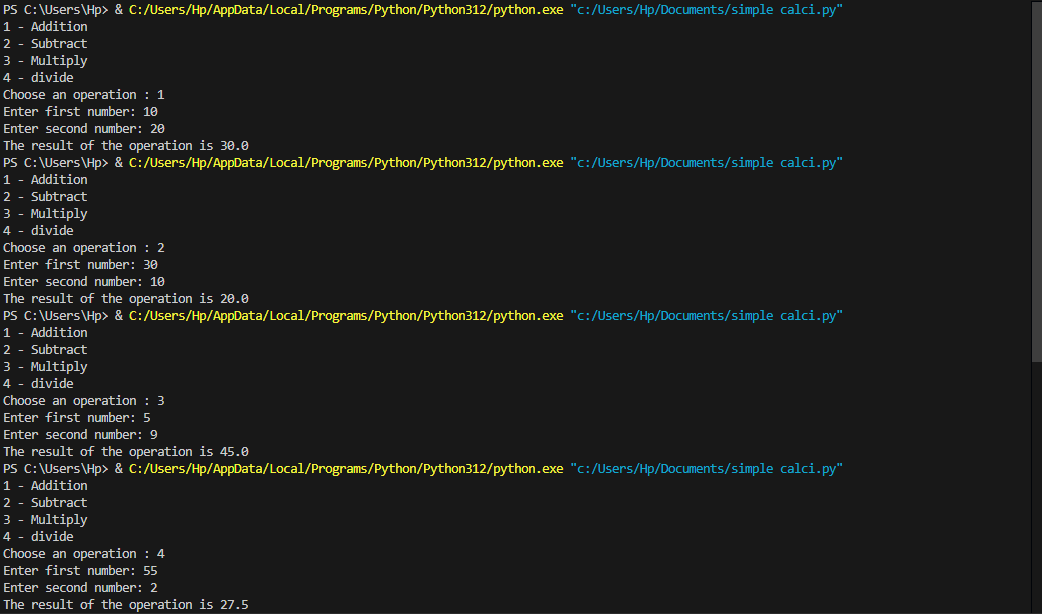 PS C:\Users\Hp> & C:/Users/Hp/AppData/Local/Programs/Python/Python312/python.exe "c:/Users/Hp/Documents/simple calci.py"
1 - Addition
2 - Subtract
3 - Multiply
4 - divide
Choose an operation : 1
Enter first number: 10
Enter second number: 20
The result of the operation is 30.0
PS C:\Users\Hp> & C:/Users/Hp/AppData/Local/Programs/Python/Python312/python.exe "c:/Users/Hp/Documents/simple calci.py"
1 - Addition
2 - Subtract
3 - Multiply
4 - divide
Choose an operation : 2
Enter first number: 30
Enter second number: 10
The result of the operation is 20.0
PS C:\Users\Hp> & C:/Users/Hp/AppData/Local/Programs/Python/Python312/python.exe "c:/Users/Hp/Documents/simple calci.py"
1 - Addition
2 - Subtract
3 - Multiply
4 - divide
Choose an operation : 3
Enter first number: 5
Enter second number: 9
The result of the operation is 45.0
PS C:\Users\Hp> & C:/Users/Hp/AppData/Local/Programs/Python/Python312/python.exe "c:/Users/Hp/Documents/simple calci.py"
1 - Addition
2 - Subtract
3 - Multiply
4 - divide
Choose an operation : 4
Enter first number: 55
Enter second number: 2
The result of the operation is 27.5